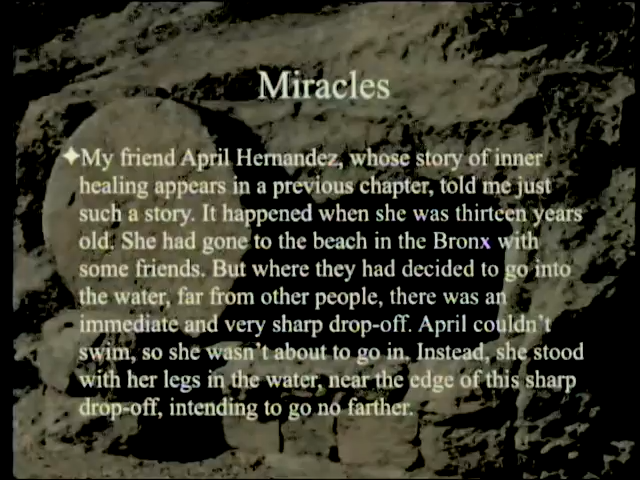 Miracles
✦My friend April Hernandez, whose story of inner
healing appears in a previous chapter, told me just
such a story. It happened when she was thirteen years
old. She had gone to the beach in the Bronx with
some friends. But where they had decided to go into
the water, far from other people, there was an
immediate and very sharp drop-off. April couldn't
swim, so she wasn't about to go in. Instead, she stood
with her legs in the water, near the edge of this sharp
drop-off, intending to go no farther.